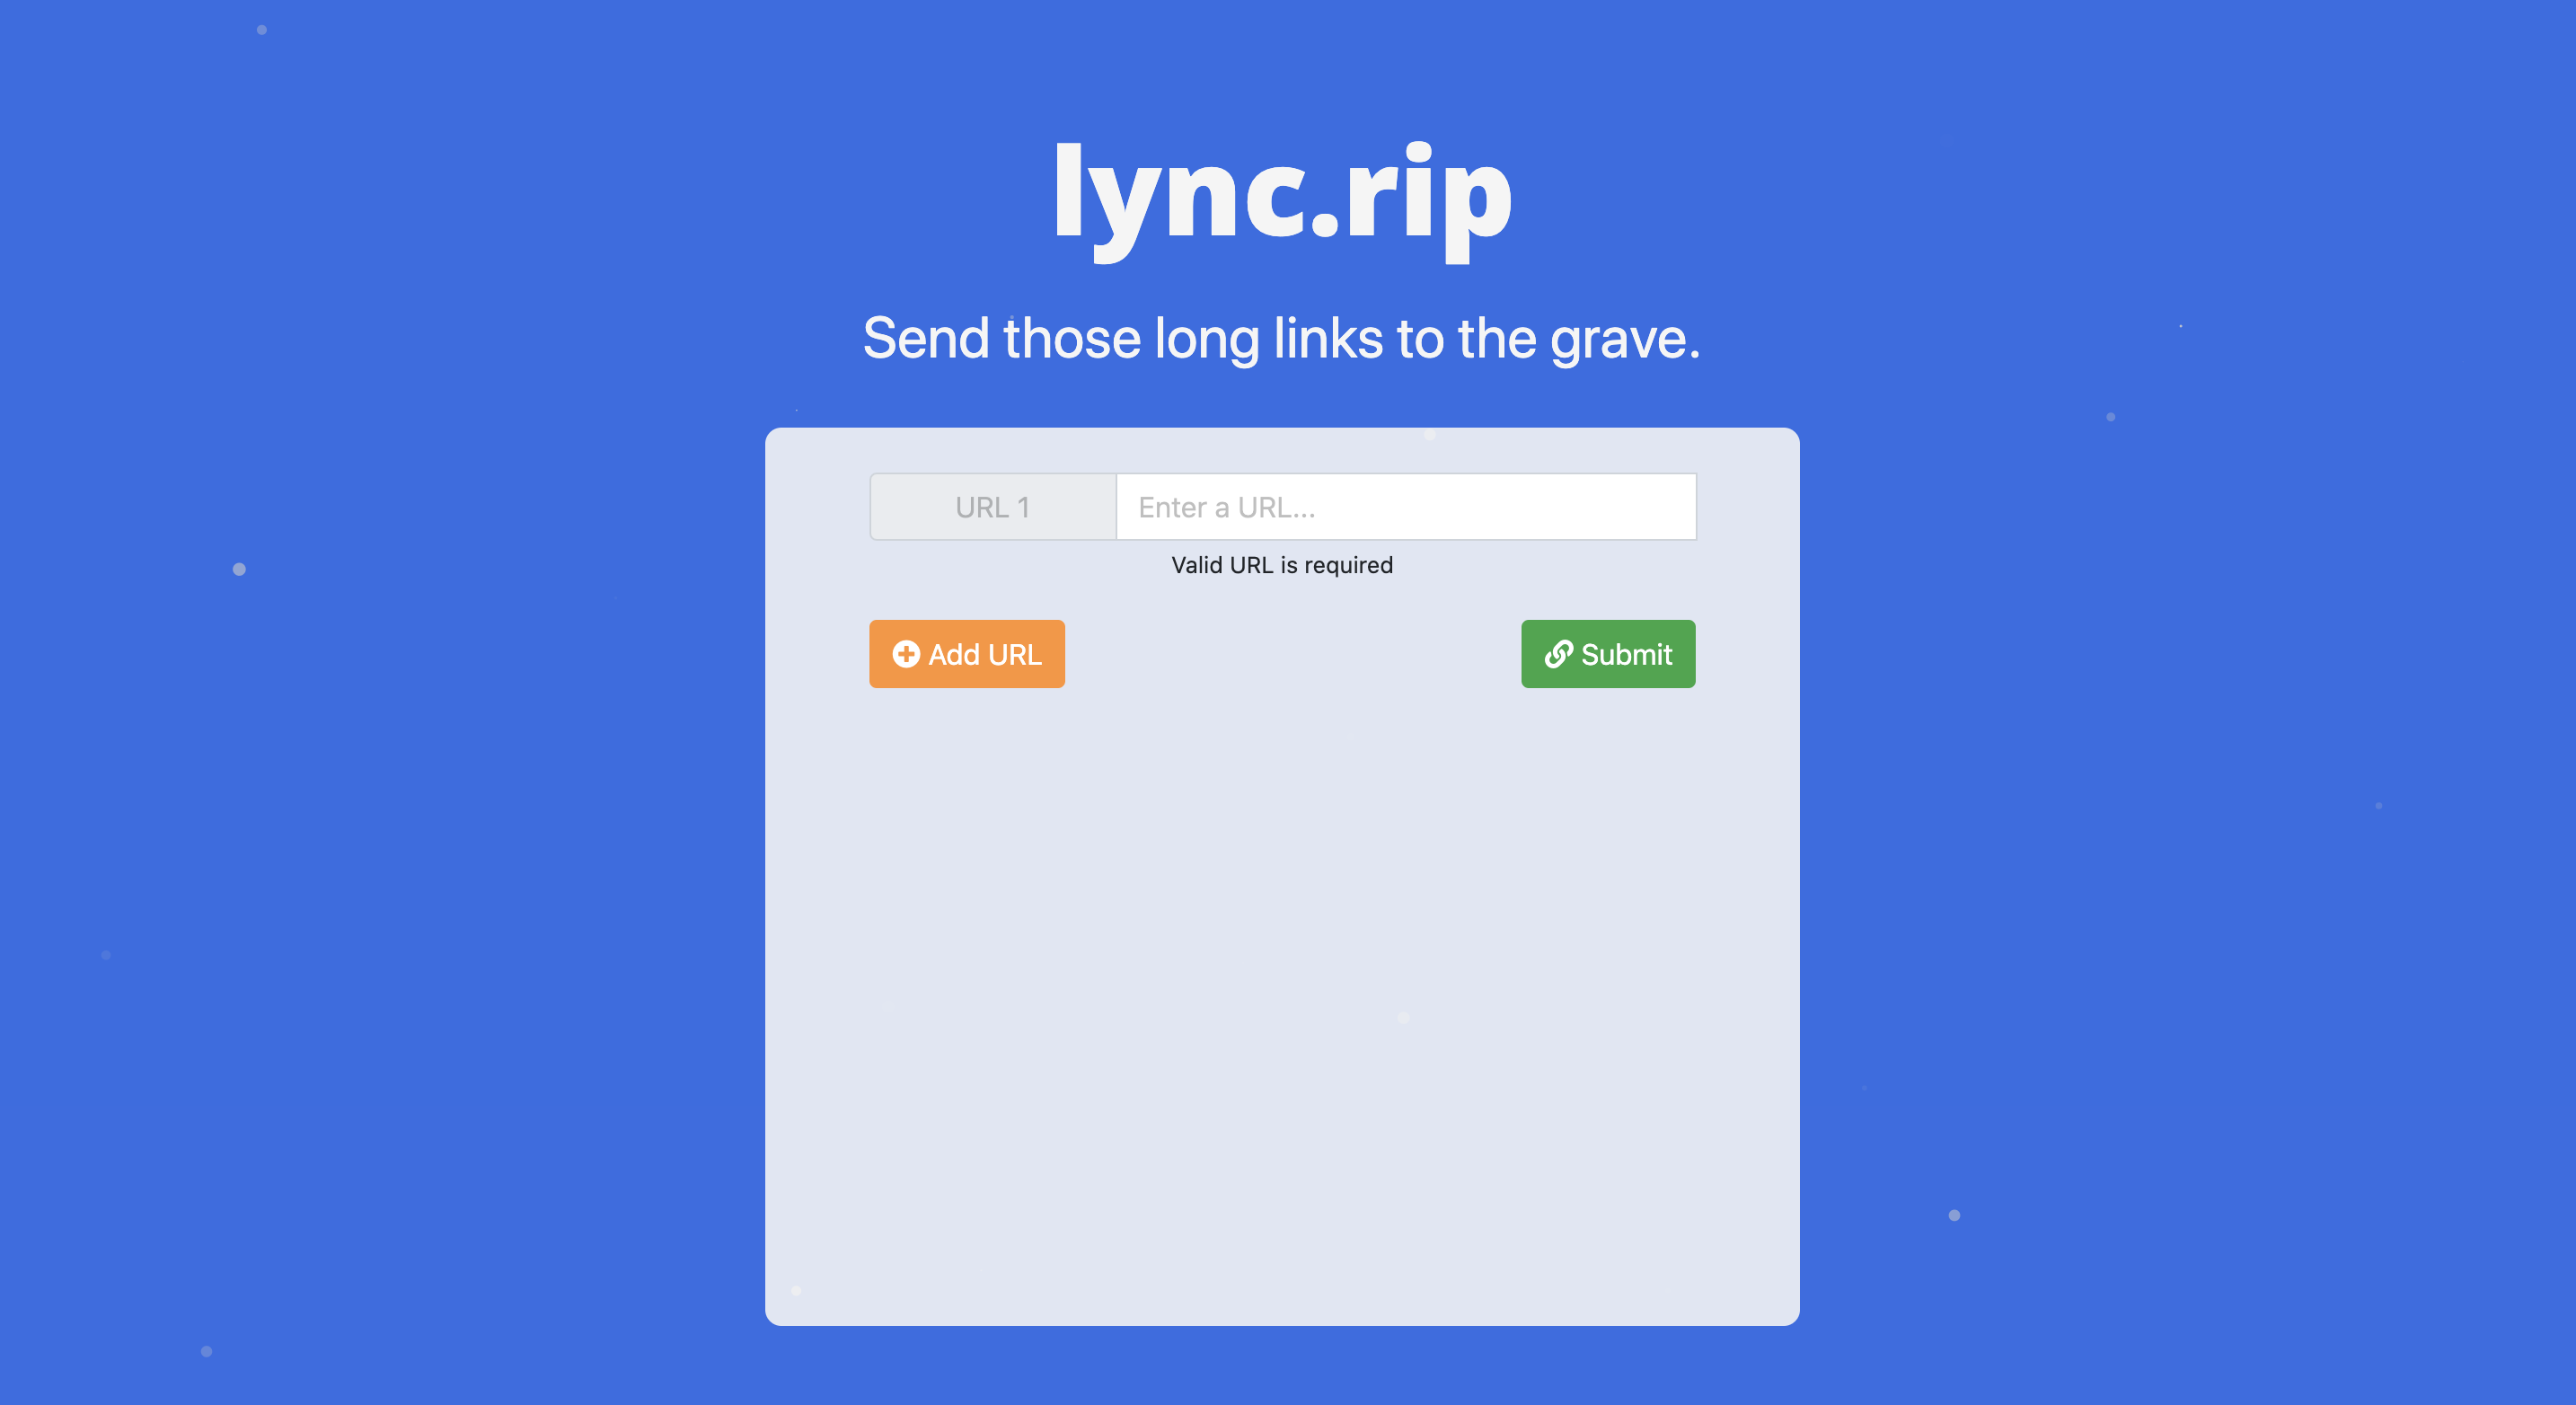 lync.rip
Send those long links to the grave.
URL 1 Enter a URL...
Valid URL is required
Add URL Submit